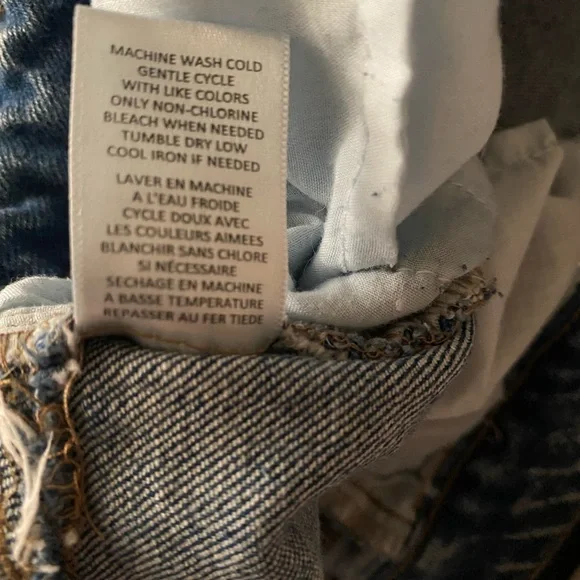 MACHINE WASH COLD
GENTLE CYCLE
WITH LIKE COLORS
ONLY NON-CHLORINE
BLEACH WHEN NEEDED
TUMBLE DRY LOW
COOL IRON IF NEEDED
LAVER EN MACHINE
A L'EAU FROIDE
CYCLE DOUX AVEC
LES COULEURS AIMEES
BLANCHIR SANS CHLORE
SI NÉCESSAIRE
SECHAGE EN MACHINE
A BASSE TEMPERATURE
REPASSER AU FER TIEDE